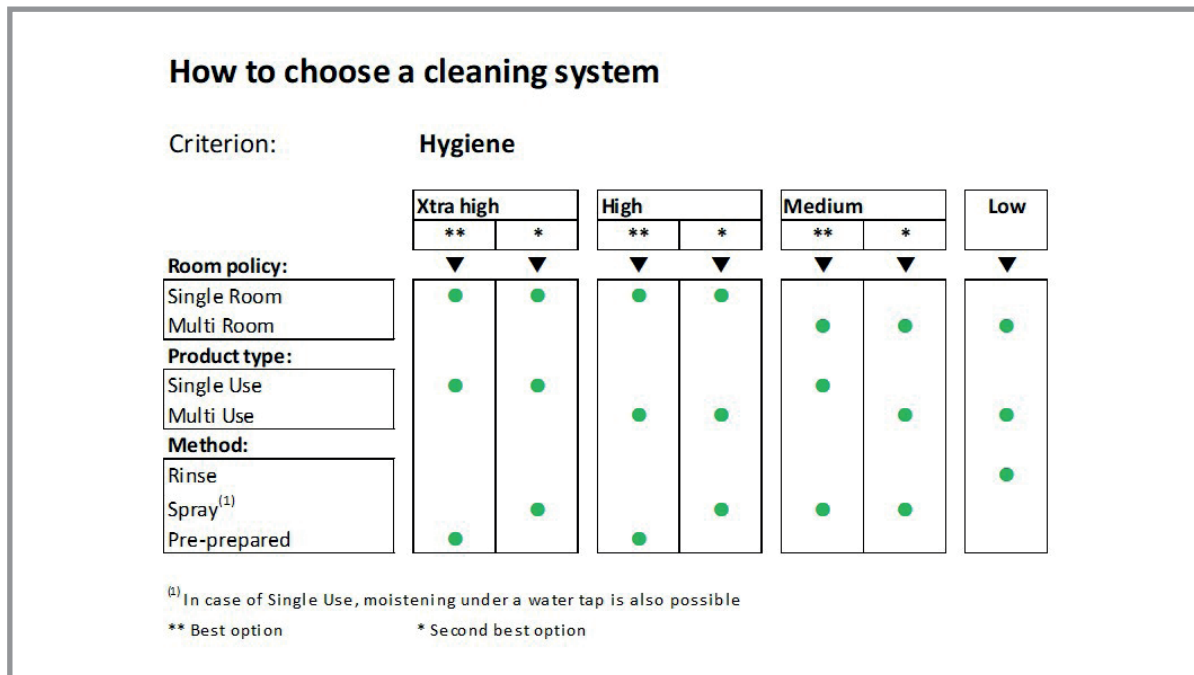 How to choose a cleaning system
Criterion: Hygiene
Xtra high High Medium Low
** * ** * ** *
Room policy:
Single Room
Multi Room
Product type:
Single Use
Multi Use
Method:
Rinse
Spray(1)
Pre-prepared
(1) In case of Single Use, moistening under a water tap is also possible
** Best option * Second best option